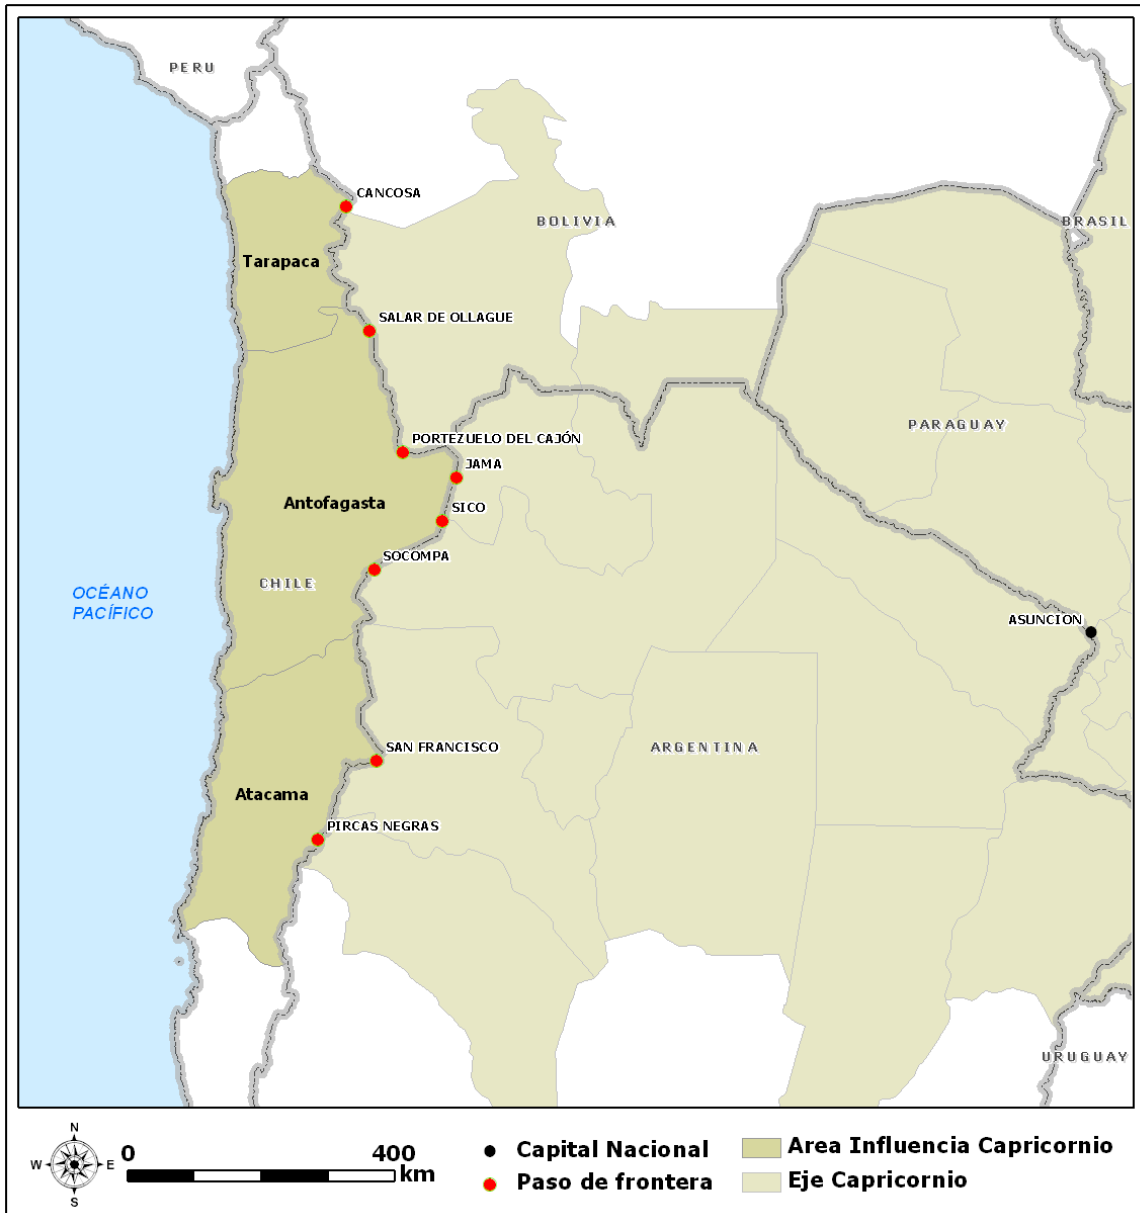 PERU
CANCOSA
BOLIVIA
BRASIL
Tarapaca
SALAR DE OLLAGUE
PARAGUAY
PORTEZUELO DEL CAJÓN
JAMA
Antofagasta
SICO
SOCOMPA
CHILE
OCÉANO
PACÍFICO
ASUNCION
SAN FRANCISCO
ARGENTINA
Atacama
PIRCAS NEGRAS
URUGUAY
N
W E
S
0 400
km
Capital Nacional
Paso de frontera
Area Influencia Capricornio
Eje Capricornio